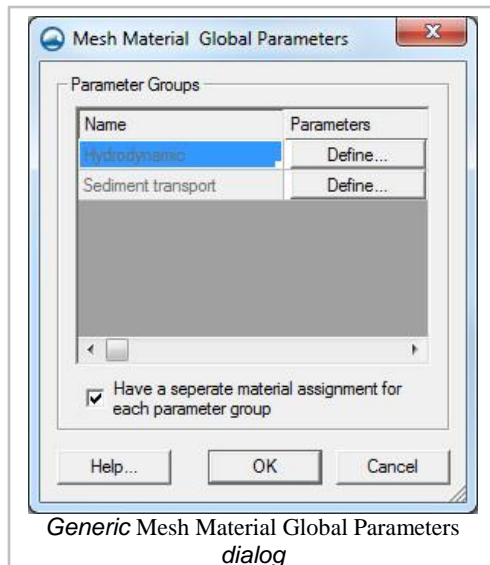 Mesh Material Global Parameters
X
Parameter Groups
Name Parameters
Hydrodynamic Define...
Sediment transport Define...
Have a seperate material assignment for
each parameter group
Help... OK Cancel
Generic Mesh Material Global Parameters
dialog